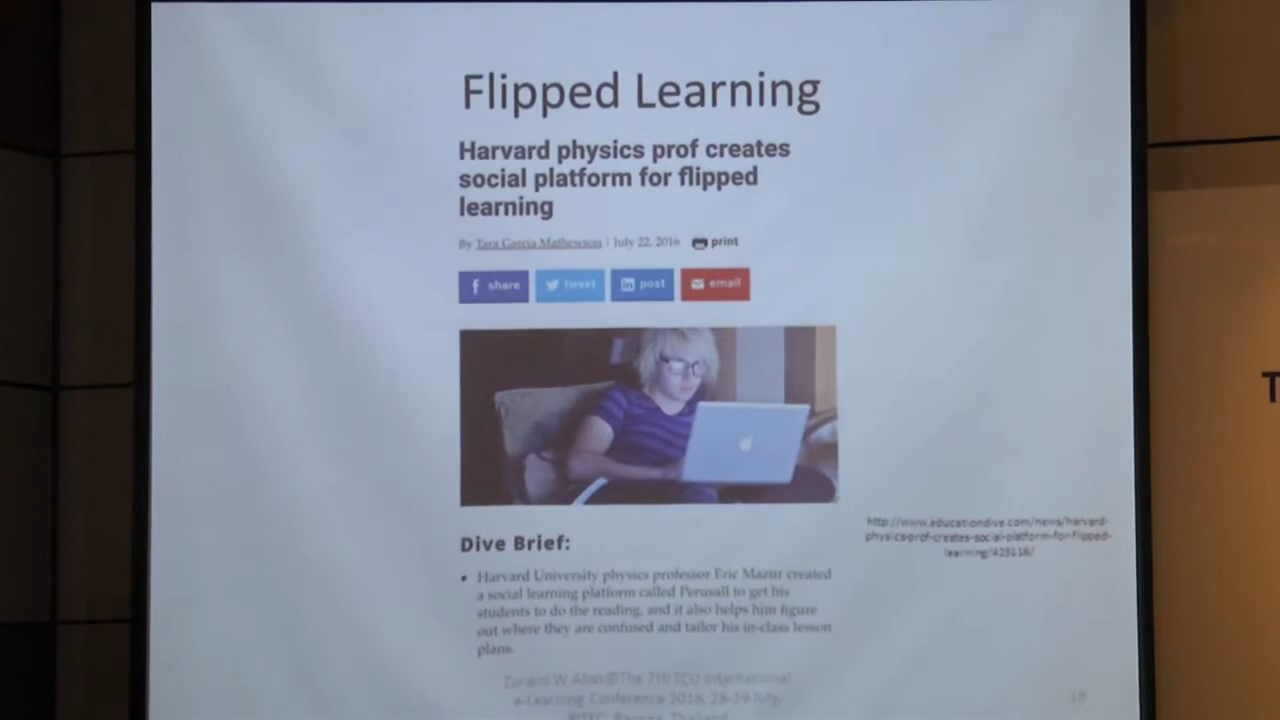 Flipped Learning
Harvard physics prof creates
social platform for flipped
learning
By Tara García Mathewson | July 22, 2016 print
f share tweet in post email
Dive Brief:
• Harvard University physics professor Eric Mazur created
a social learning platform called Perusall to get his
students to do the reading, and it also helps him figure
out where they are confused and tailor his in-class lesson
plans.
http://www.educationdive.com/news/harvard-
physics-prof-creates-social-platform-for-flipped-
learning/423116/
Zoraini W Abas@The 7th TCU International
e-Learning Conference 2016, 28-29 July,
Thailand
18
T